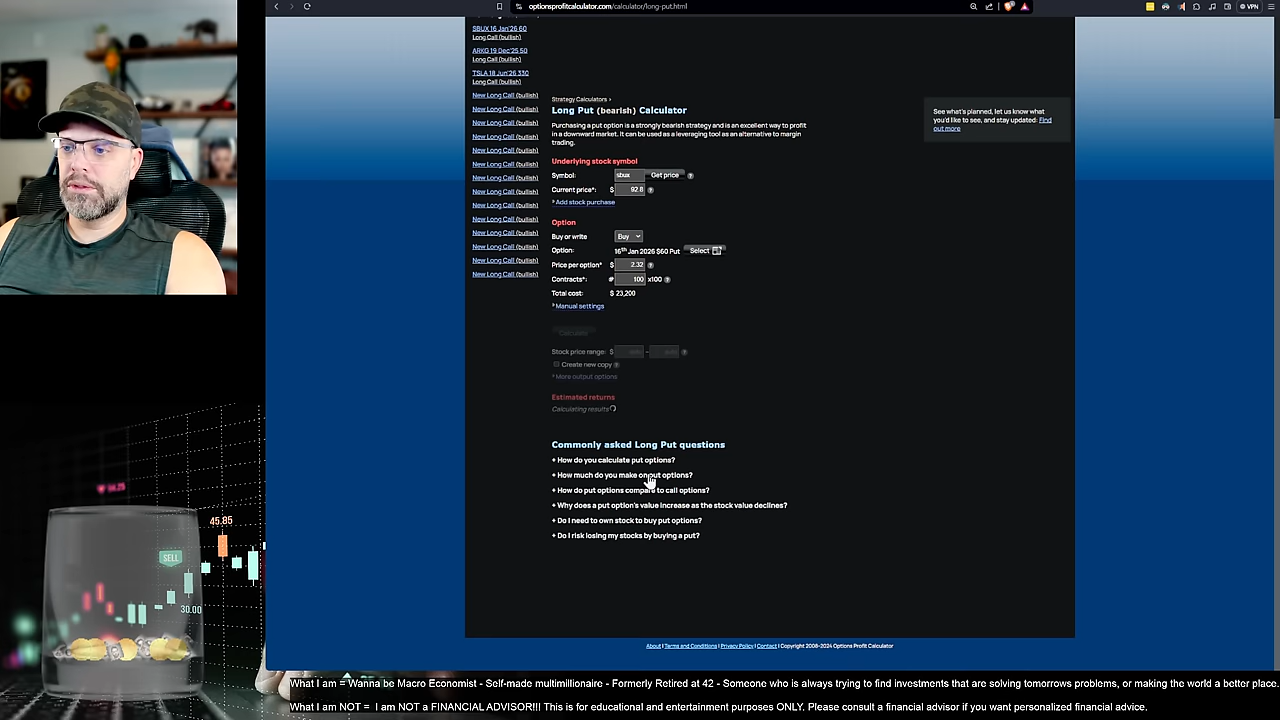 optionsprofitcalculator.com/calculator/long-put.html
VPN
SBUX 16 Jan'26 60
Long Call (bullish)
ARKG 19 Dec'25 50
Long Call (bullish)
TSLA 18 Jun'26 330
Long Call (bullish)
New Long Call (bullish)
New Long Call (bullish)
New Long Call (bullish)
New Long Call (bullish)
New Long Call (bullish)
New Long Call (bullish)
New Long Call (bullish)
New Long Call (bullish)
New Long Call (bullish)
New Long Call (bullish)
New Long Call (bullish)
New Long Call (bullish)
New Long Call (bullish)
New Long Call (bullish)
Strategy Calculators ›
Long Put (bearish) Calculator
Purchasing a put option is a strongly bearish strategy and is an excellent way to profit
in a downward market. It can be used as a leveraging tool as an alternative to margin
trading.
See what's planned, let us know what
you'd like to see, and stay updated: Find
out more
Underlying stock symbol
Symbol: sbux Get price ?
Current price*: $ 92.8 ?
Add stock purchase
Option
Buy or write Buy
Option: 16th Jan 2026 $60 Put Select
Price per option* $ 2.32 ?
Contracts*: # 100 x100 ?
Total cost: $ 23,200
Manual settings
Calculate
Stock price range: $ - ?
Create new copy ?
More output options
Estimated returns
Calculating results
Commonly asked Long Put questions
+ How do you calculate put options?
+ How much do you make on put options?
+ How do put options compare to call options?
+ Why does a put option's value increase as the stock value declines?
+ Do I need to own stock to buy put options?
+ Do I risk losing my stocks by buying a put?
About | Terms and Conditions | Privacy Policy | Contact | Copyright 2008-2024 Options Profit Calculator
45.85
SELL
30.00
What I am = Wanna be Macro Economist - Self-made multimillionaire - Formerly Retired at 42 - Someone who is always trying to find investments that are solving tomorrows problems, or making the world a better place.
What I am NOT = I am NOT a FINANCIAL ADVISOR!!! This is for educational and entertainment purposes ONLY. Please consult a financial advisor if you want personalized financial advice.